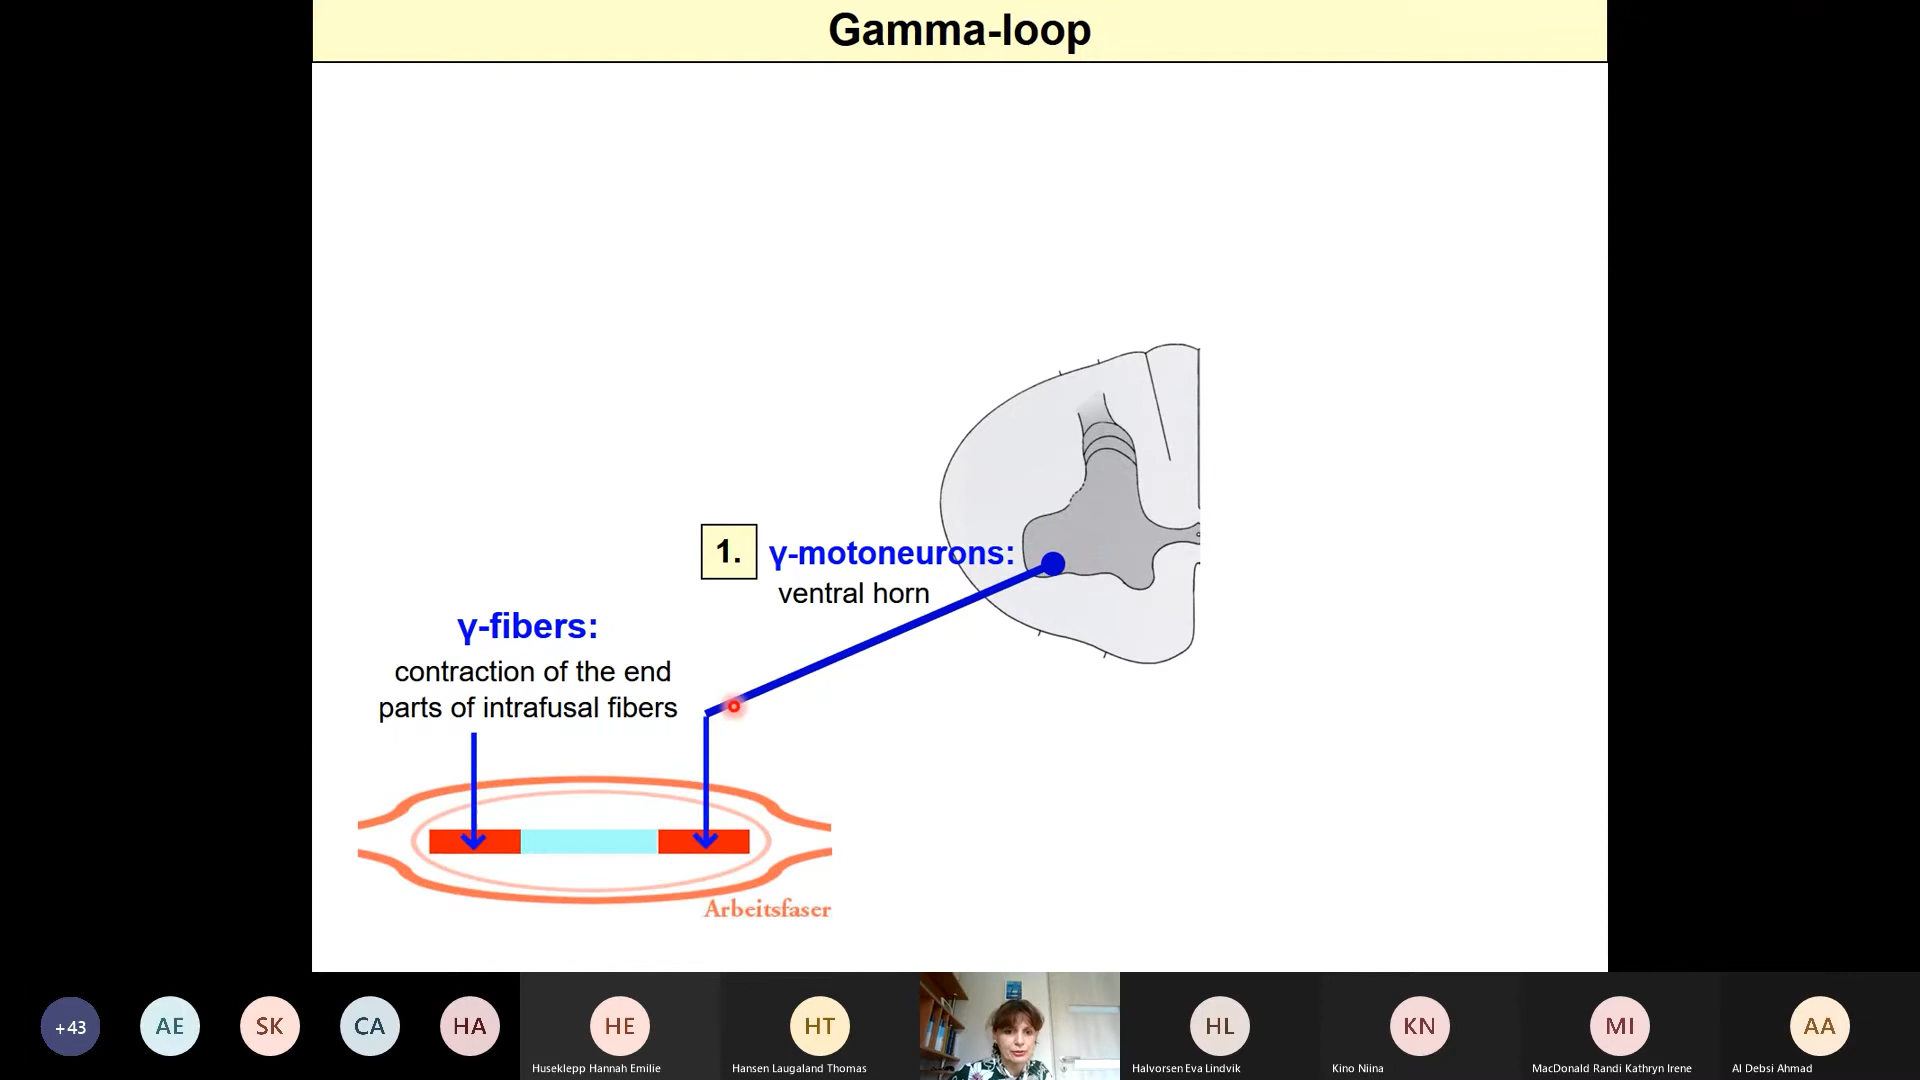 Gamma-loop
1.
γ-motoneurons:
ventral horn
γ-fibers:
contraction of the end
parts of intrafusal fibers
Arbeitsfaser
+43
AE
SK
CA
HA
HE
Huseklepp Hannah Emilie
HT
Hansen Laugaland Thomas
HL
Halvorsen Eva Lindvik
KN
Kino Niina
MI
MacDonald Randi Kathryn Irene
AA
Al Debsi Ahmad